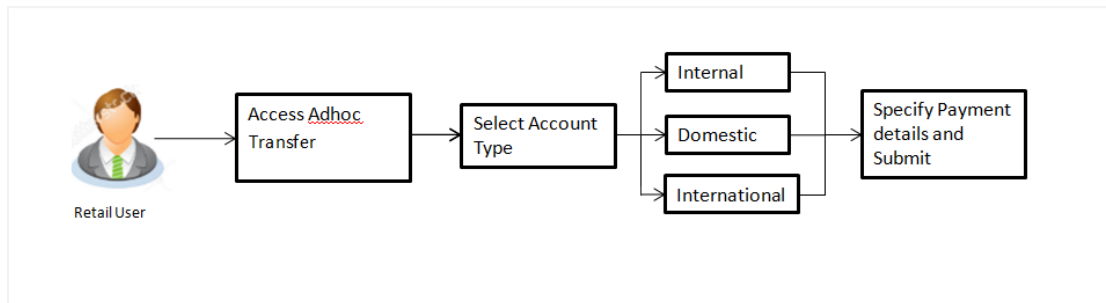 Access Adhoc
Transfer
Select Account
Type
Internal
Domestic
International
Specify Payment
details and
Submit
Retail User